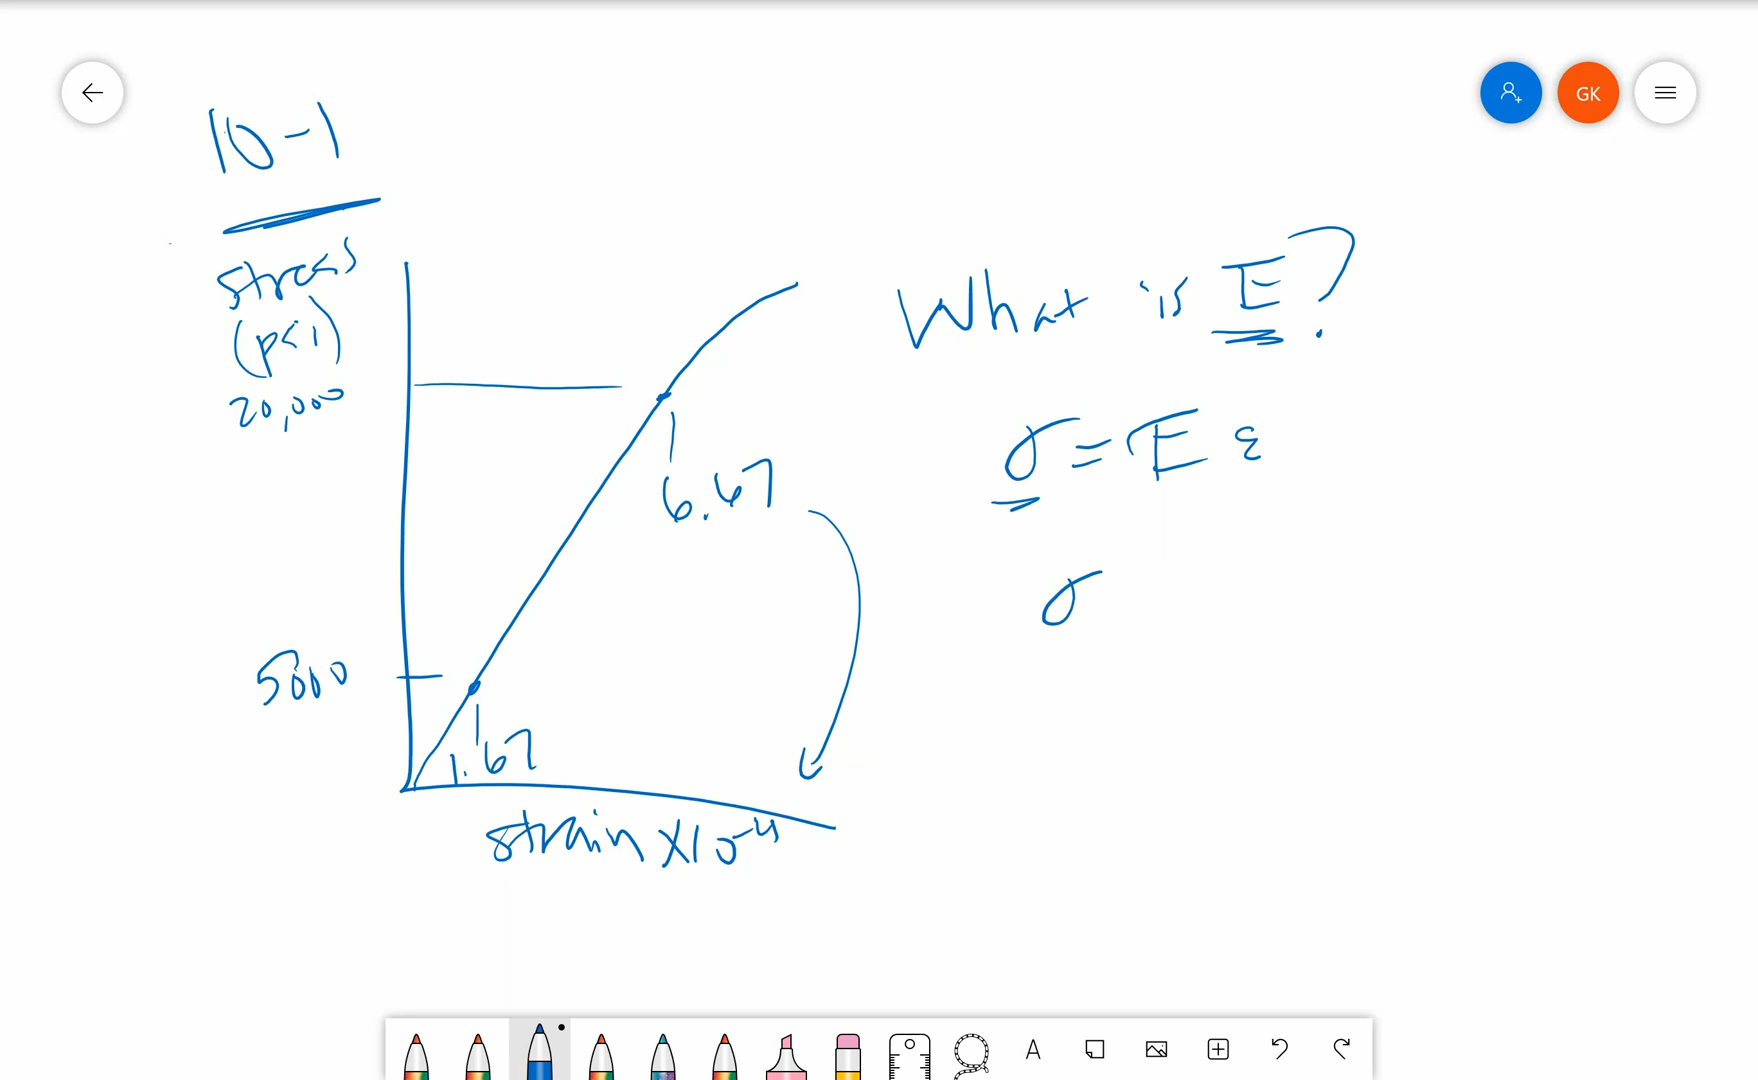 GK
10-1
stress
(psi)
20,000
5000
1.67
6.67
strain X10-4
What is E?
σ = E ε
σ
A